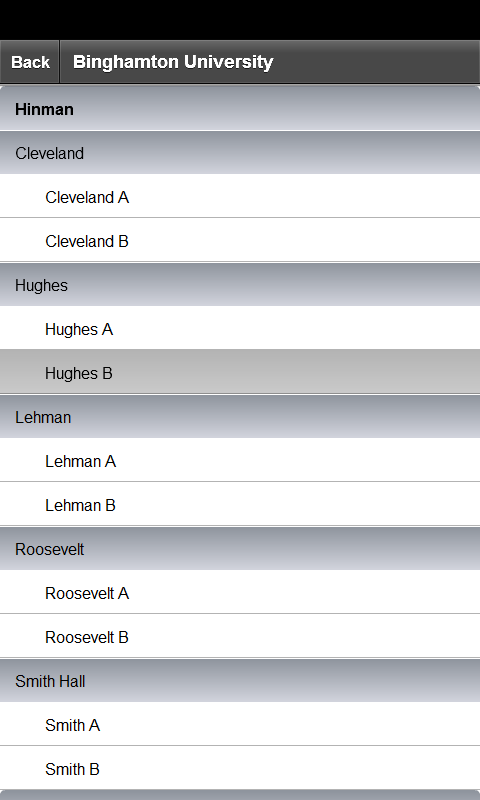 Back
Binghamton University
Hinman
Cleveland
Cleveland A
Cleveland B
Hughes
Hughes A
Hughes B
Lehman
Lehman A
Lehman B
Roosevelt
Roosevelt A
Roosevelt B
Smith Hall
Smith A
Smith B